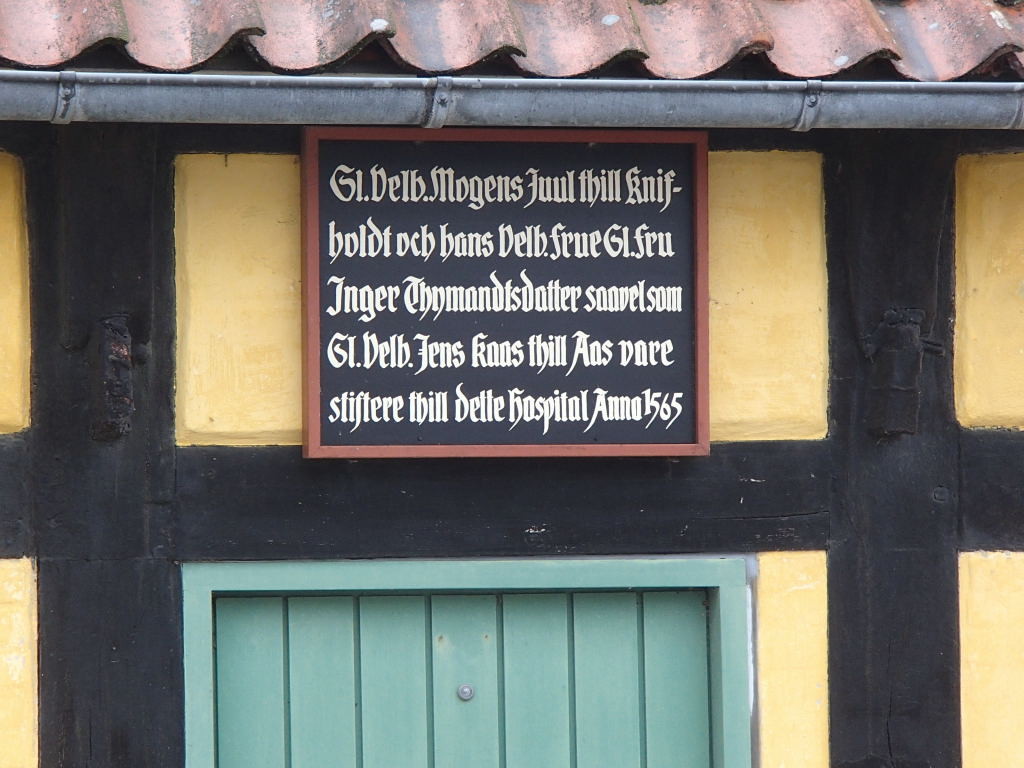 Gl. Velb. Mogens Juul thill Knif-
holdt och hans Velb. frue Gl. fru
Inger Thymandtsdatter saavelsom
Gl. Velb. Jens Kaas thill Aas vare
stiftere thill dette Hospital Anno 1565